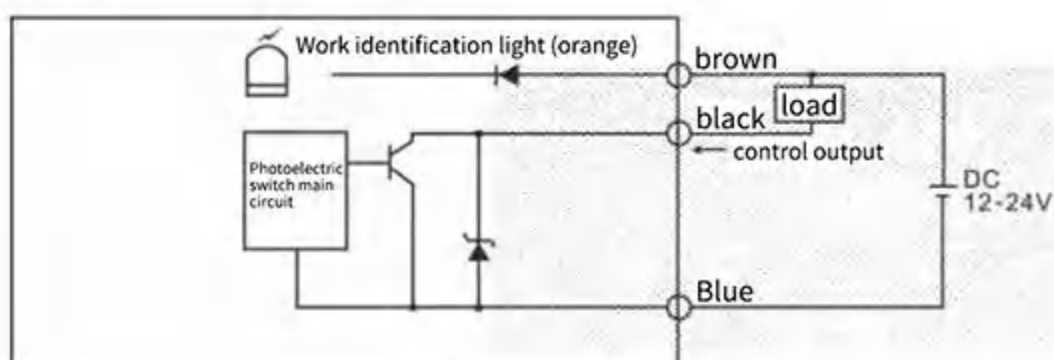 Work identification light (orange)
brown
load
black
control output
Photoelectric
switch main
circuit
DC
12-24V
Blue